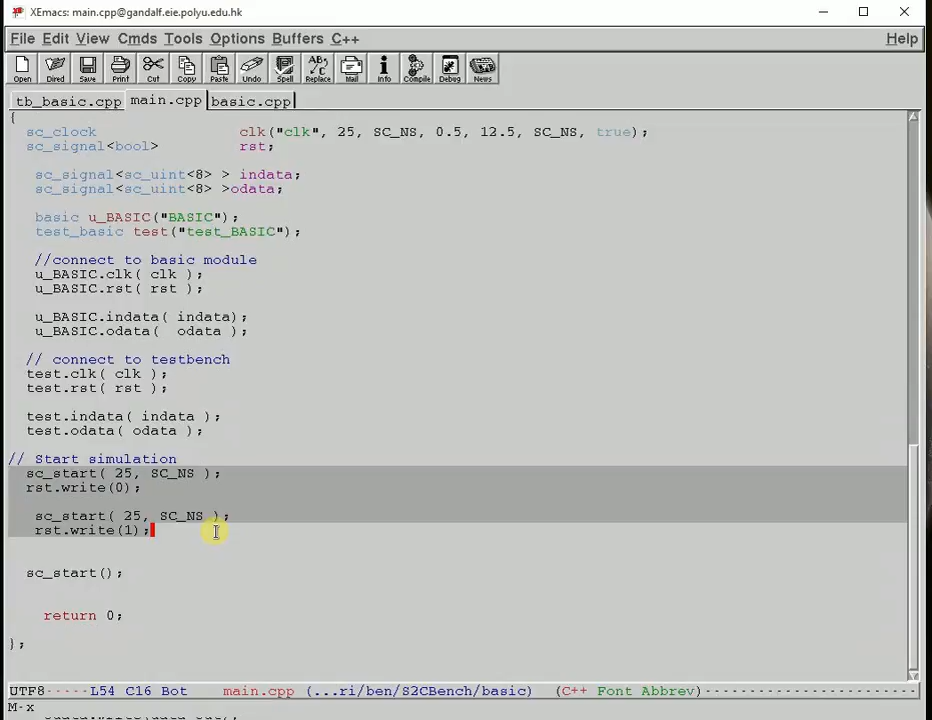 XEmacs: main.cpp@gandalf.eie.polyu.edu.hk
File Edit View Cmds Tools Options Buffers C++ Help
Open Dired Save Print Cut Copy Paste Undo Spell Replace Mail Info Compile Debug News
tb_basic.cpp main.cpp basic.cpp
{
sc_clock clk("clk", 25, SC_NS, 0.5, 12.5, SC_NS, true);
sc_signal<bool> rst;
sc_signal<sc_uint<8> > indata;
sc_signal<sc_uint<8> >odata;
basic u_BASIC("BASIC");
test_basic test("test_BASIC");
//connect to basic module
u_BASIC.clk( clk );
u_BASIC.rst( rst );
u_BASIC.indata( indata);
u_BASIC.odata(  odata );
// connect to testbench
test.clk( clk );
test.rst( rst );
test.indata( indata );
test.odata( odata );
// Start simulation
sc_start( 25, SC_NS );
rst.write(0);
sc_start( 25, SC_NS );
rst.write(1);
sc_start();
return 0;
};
UTF8-----L54 C16 Bot main.cpp (...ri/ben/S2CBench/basic) (C++ Font Abbrev)----------------------
M-x